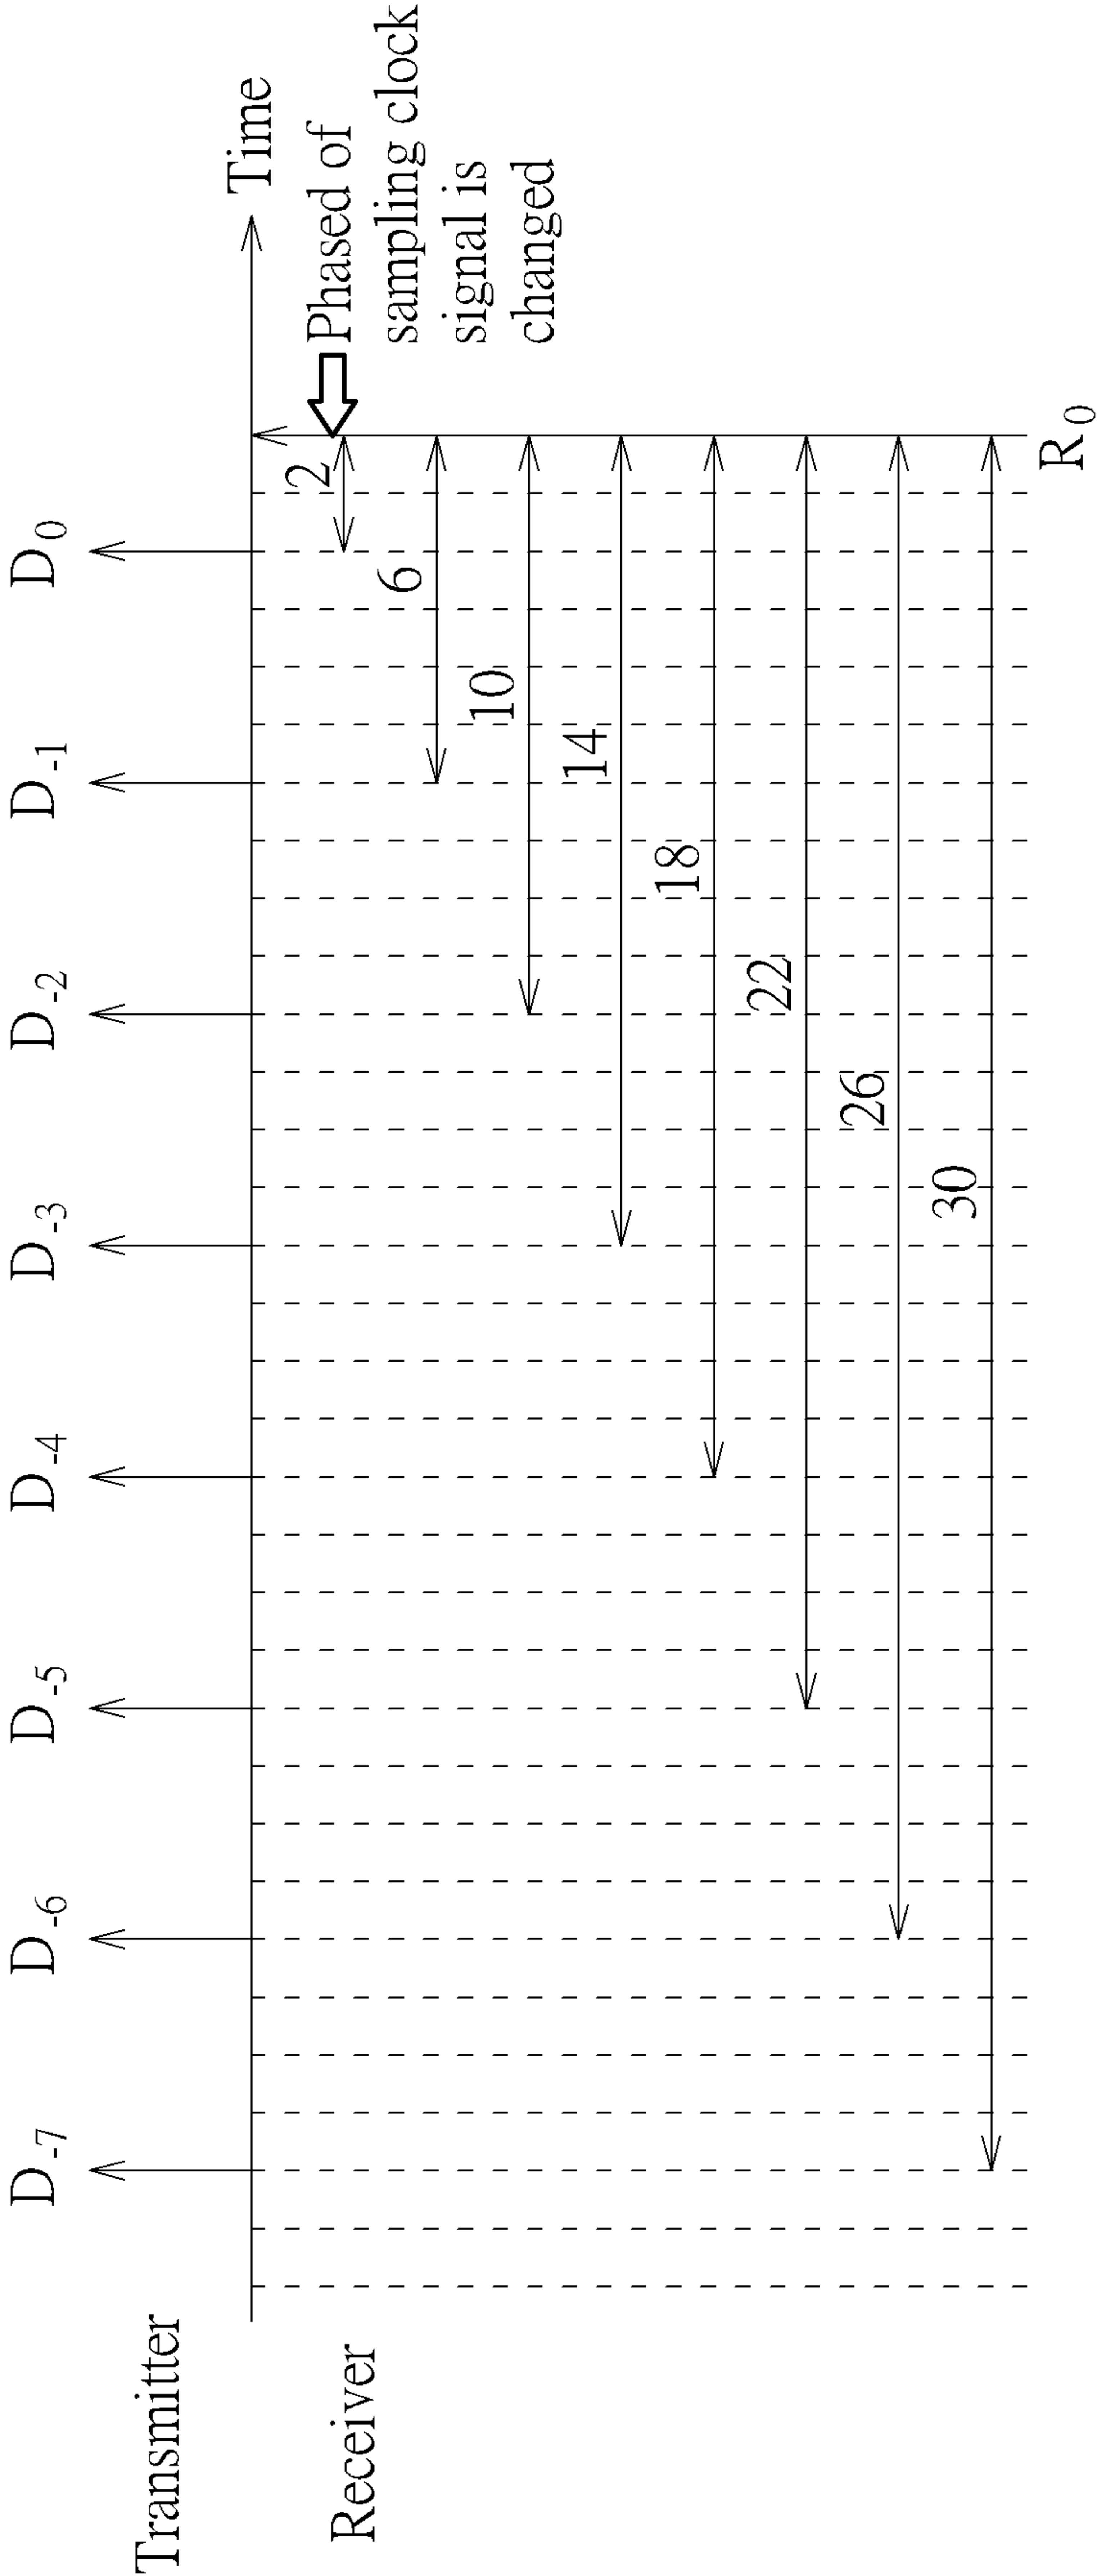 D-7
D-6
D-5
D-4
D-3
D-2
D-1
D0
Transmitter
Time
Receiver
2
Phased of
sampling clock
signal is
changed
6
10
14
18
22
26
30
R0